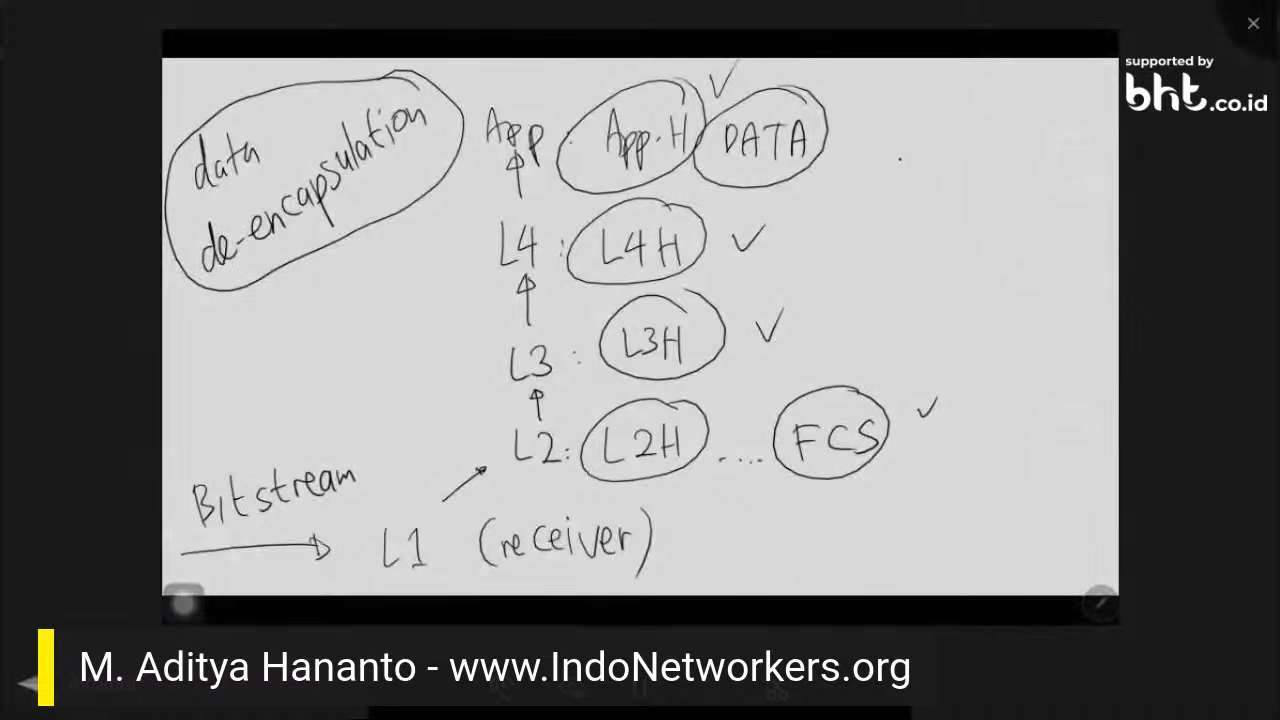 supported by
bht.co.id
data
de-encapsulation
App : App.H DATA
L4 : L4H
L3 : L3H
L2 : L2H .... FCS
Bitstream
L1 (receiver)
M. Aditya Hananto - www.IndoNetworkers.org